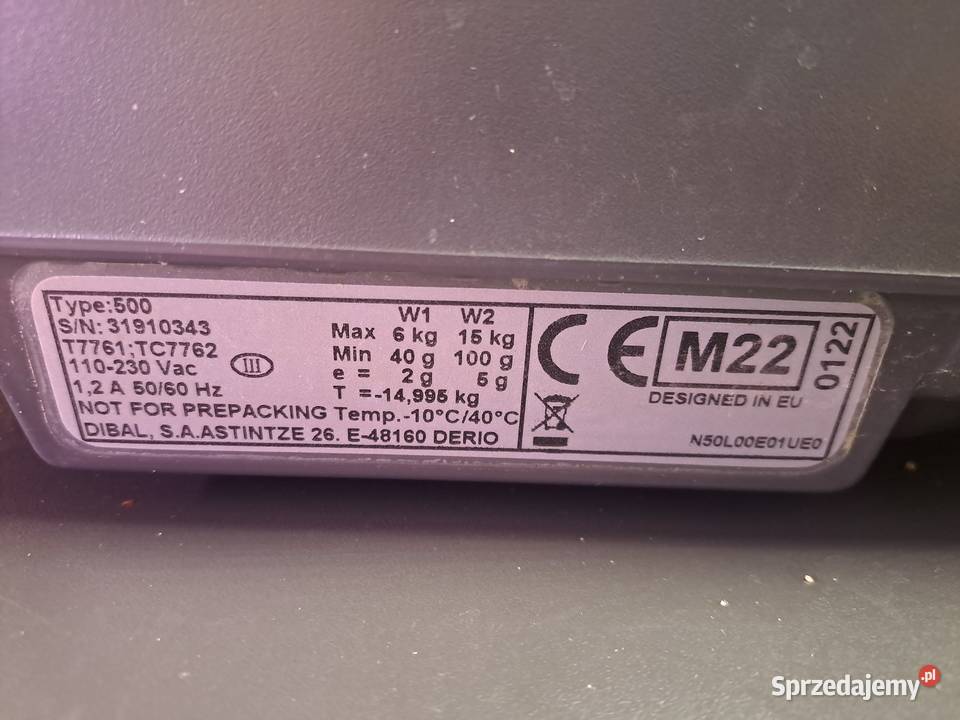 Type:500
S/N: 31910343
T7761;TC7762
110-230 Vac
III
1,2 A 50/60 Hz
W1 W2
Max 6 kg 15 kg
Min 40 g 100 g
e = 2 g 5 g
T =-14,995 kg
NOT FOR PREPACKING Temp.-10°C/40°C
DIBAL, S.A.ASTINTZE 26. E-48160 DERIO
CE M22 0122
DESIGNED IN EU
N50L00E01UE0
Sprzedajemy.pl